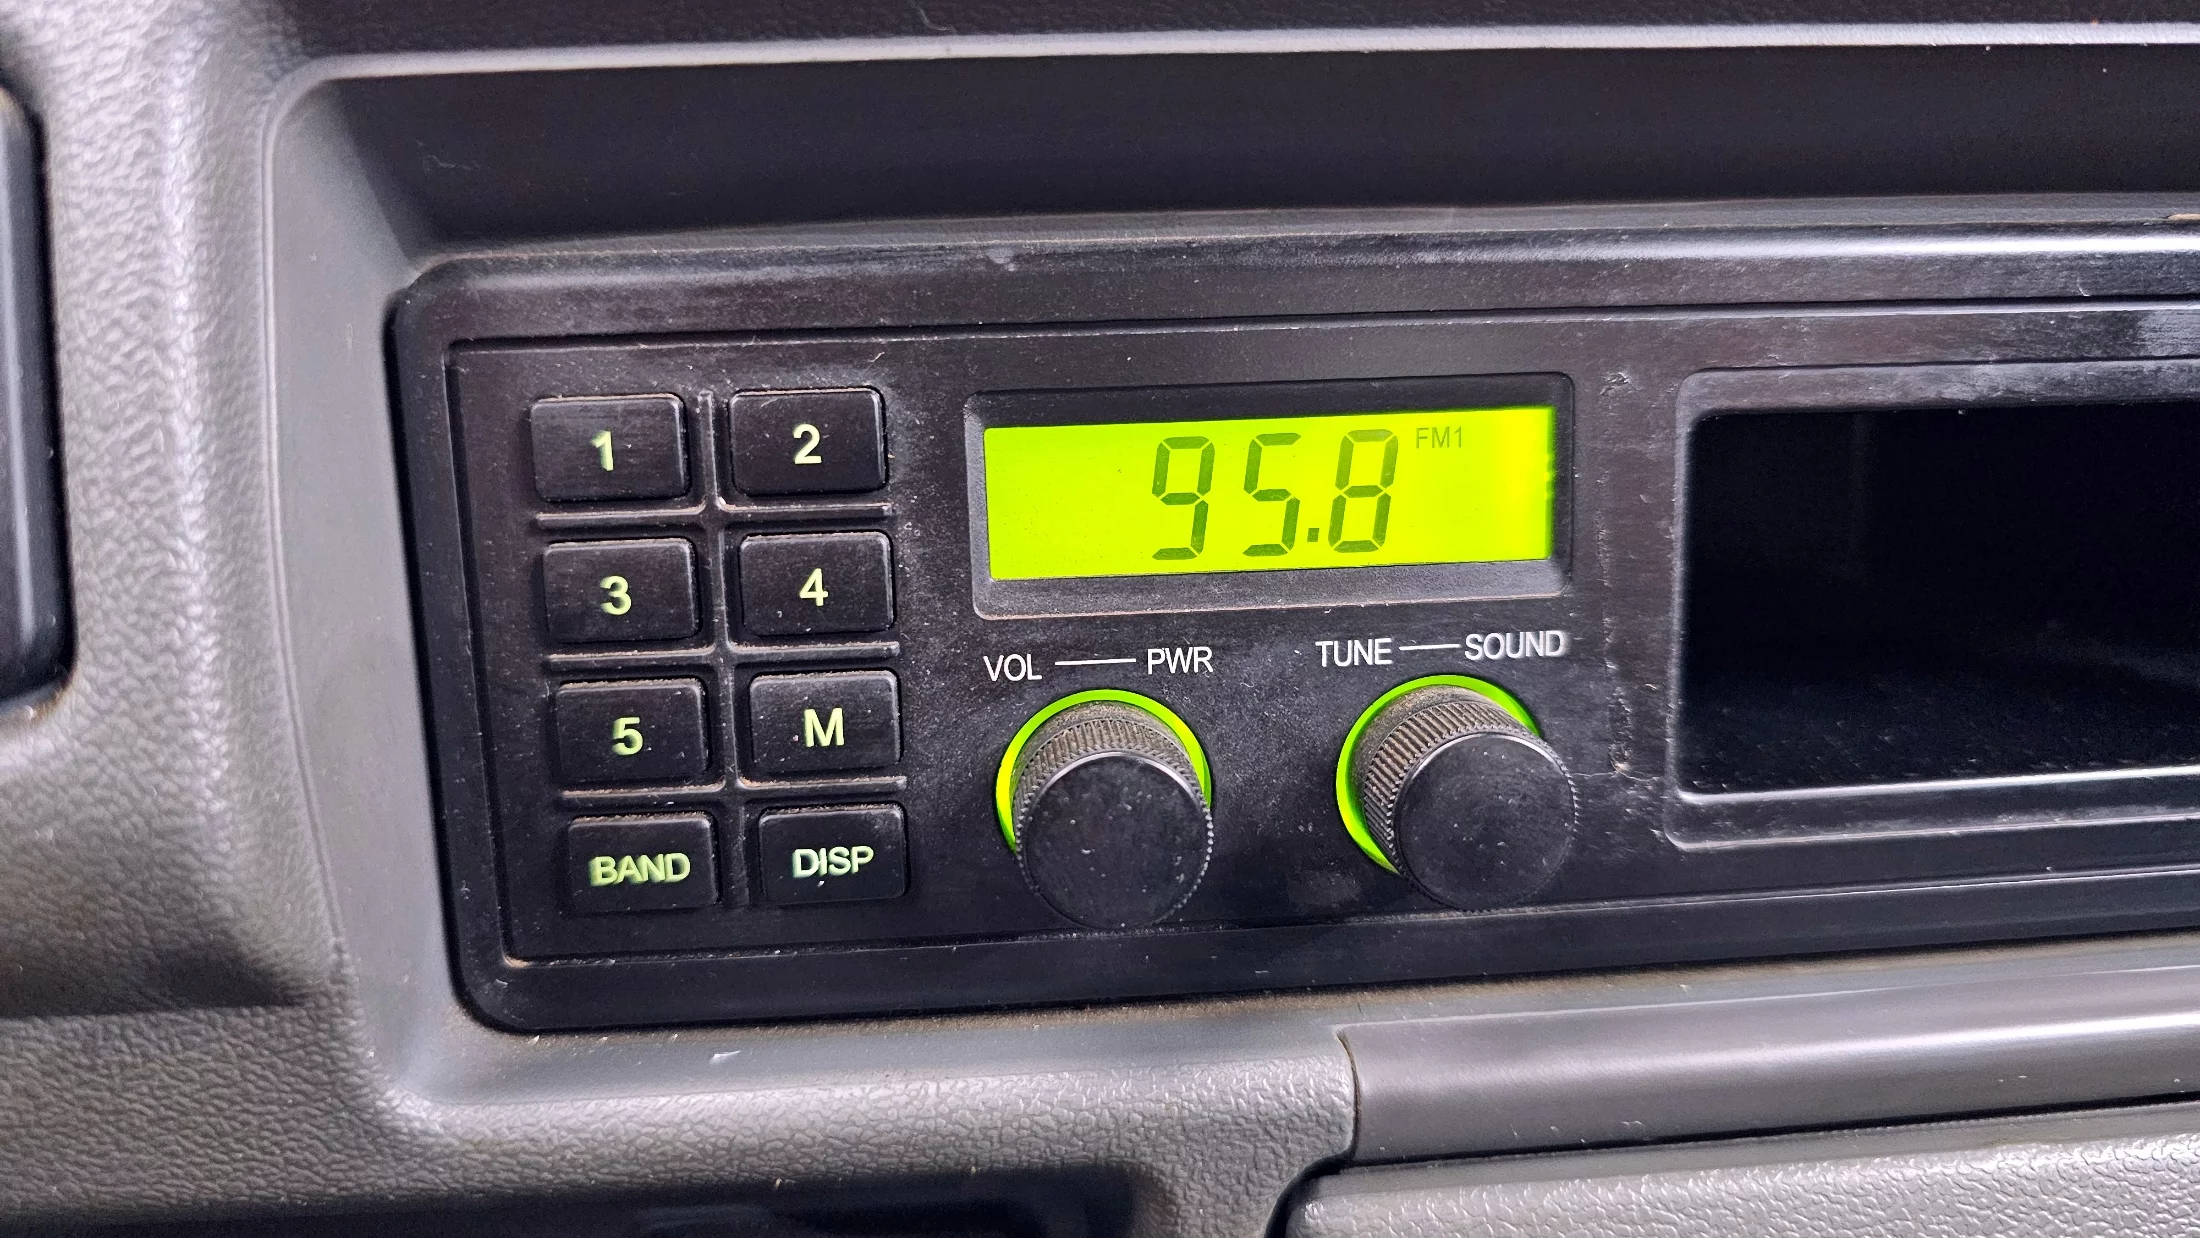 1 2
3 4
5 M
BAND DISP
95.8 FM1
VOL PWR
TUNE SOUND